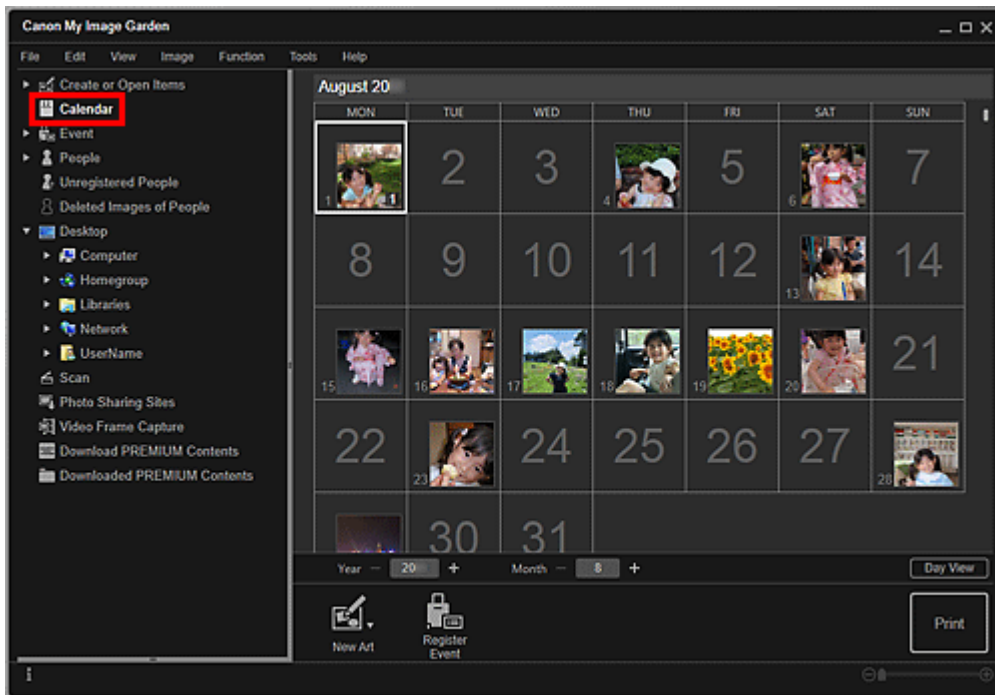 Canon My Image Garden
File Edit View Image Function Tools Help
Create or Open Items
Calendar
Event
People
Unregistered People
Deleted Images of People
Desktop
Computer
Homegroup
Libraries
Network
UserName
Scan
Photo Sharing Sites
Video Frame Capture
Download PREMIUM Contents
Downloaded PREMIUM Contents
August 20
MON TUE WED THU FRI SAT SUN
1 1 2 3 4 5 6 7
8 9 10 11 12 13 14
15 16 17 18 19 20 21
22 23 24 25 26 27 28
30 31
Year − 20 + Month − 8 + Day View
New Art
Register Event
Print